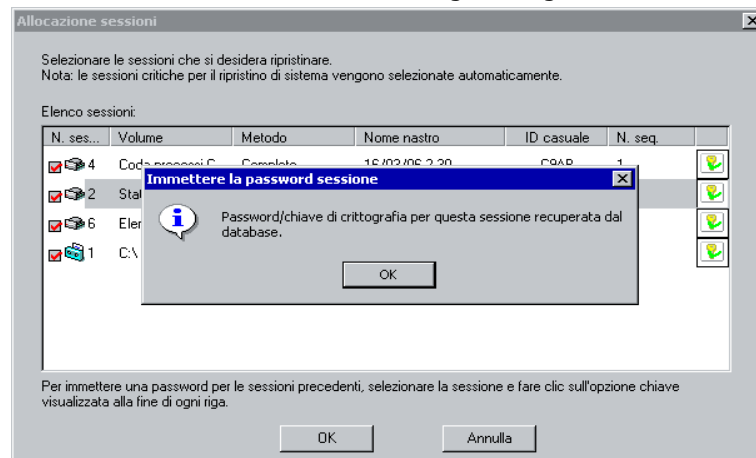 Allocazione sessioni
Selezionare le sessioni che si desidera ripristinare.
Nota: le sessioni critiche per il ripristino di sistema vengono selezionate automaticamente.
Elenco sessioni:
N. ses... Volume Metodo Nome nastro ID casuale N. seq.
4 Coda processi C Completo 16/03/06 2.30 C9AB 1
Immettere la password sessione
2 Stal
Password/chiave di crittografia per questa sessione recuperata dal
database.
6 Eler
1 C:\
OK
Per immettere una password per le sessioni precedenti, selezionare la sessione e fare clic sull'opzione chiave
visualizzata alla fine di ogni riga.
OK Annulla